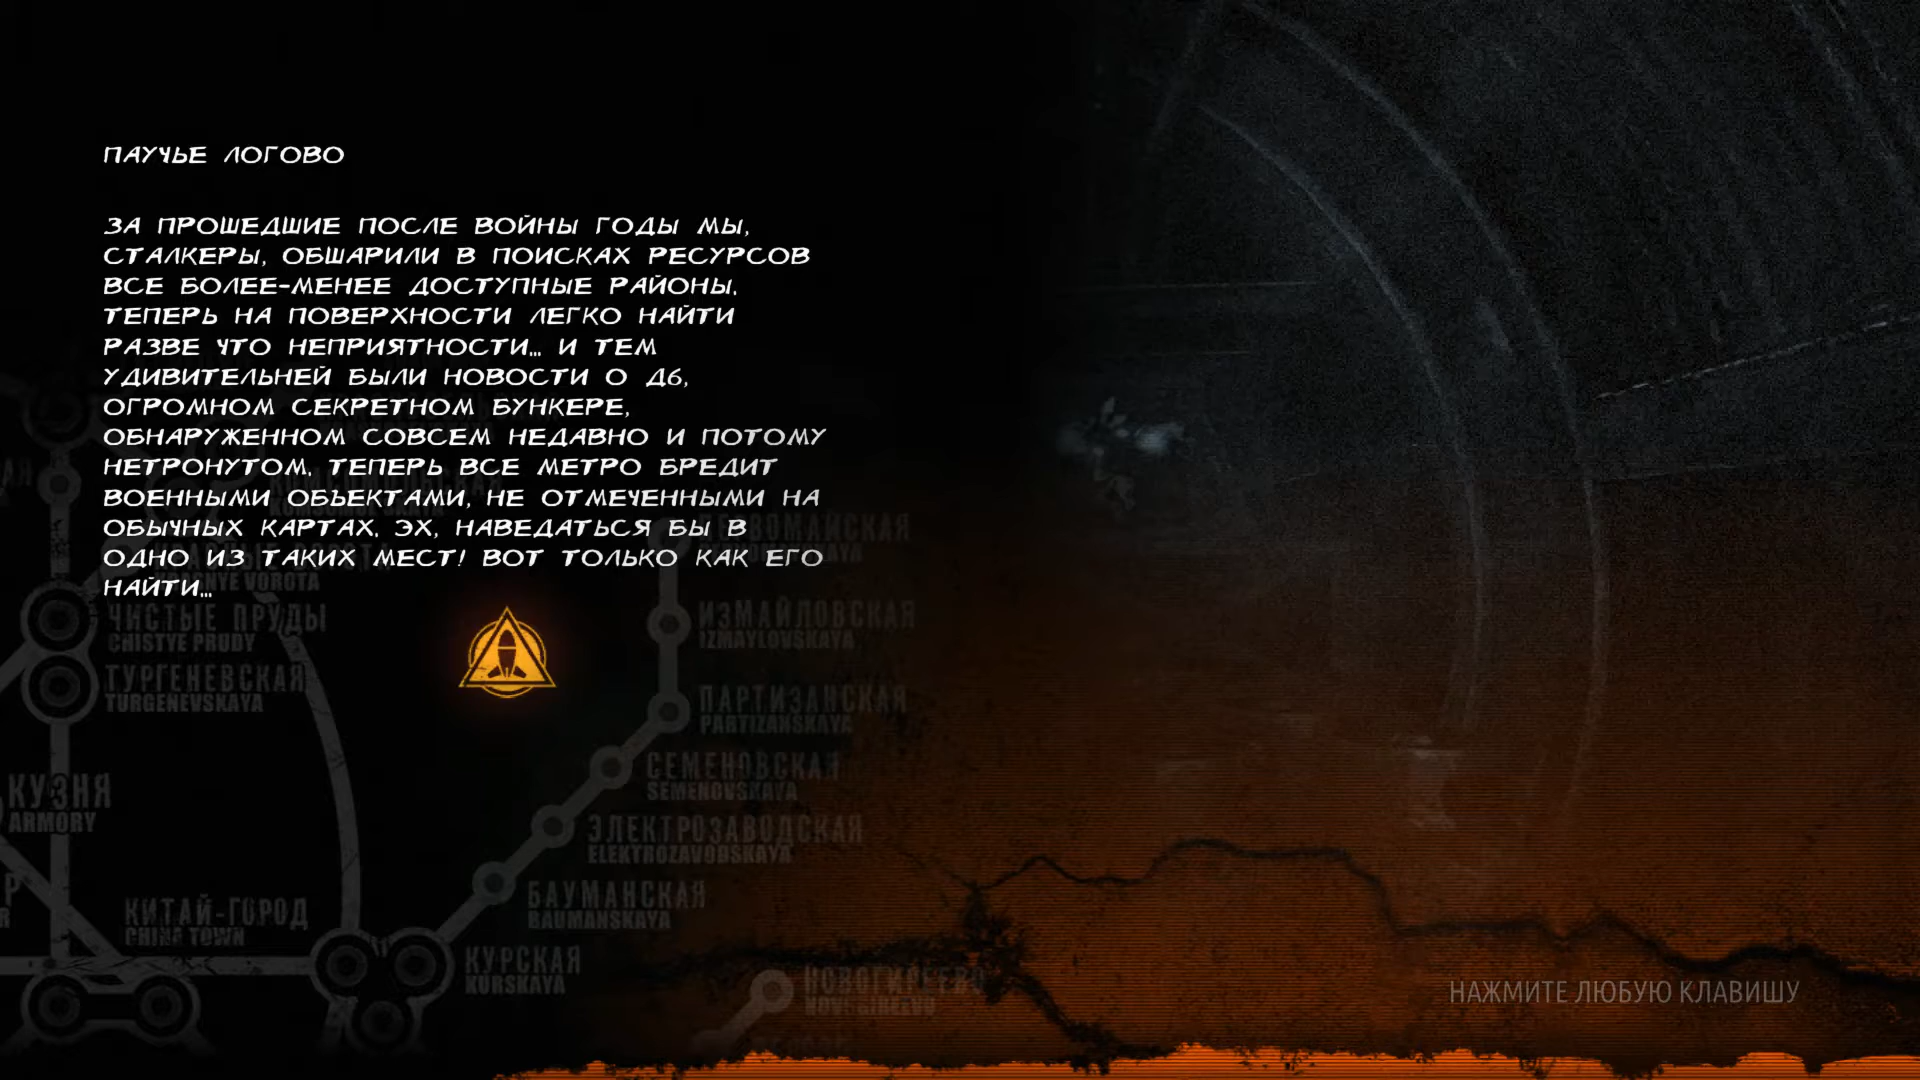 ПАУЧЬЕ ЛОГОВО
ЗА ПРОШЕДШИЕ ПОСЛЕ ВОЙНЫ ГОДЫ МЫ,
СТАЛКЕРЫ, ОБШАРИЛИ В ПОИСКАХ РЕСУРСОВ
ВСЕ БОЛЕЕ-МЕНЕЕ ДОСТУПНЫЕ РАЙОНЫ.
ТЕПЕРЬ НА ПОВЕРХНОСТИ ЛЕГКО НАЙТИ
РАЗВЕ ЧТО НЕПРИЯТНОСТИ... И ТЕМ
УДИВИТЕЛЬНЕЙ БЫЛИ НОВОСТИ О Д6,
ОГРОМНОМ СЕКРЕТНОМ БУНКЕРЕ,
ОБНАРУЖЕННОМ СОВСЕМ НЕДАВНО И ПОТОМУ
НЕТРОНУТОМ. ТЕПЕРЬ ВСЕ МЕТРО БРЕДИТ
ВОЕННЫМИ ОБЪЕКТАМИ, НЕ ОТМЕЧЕННЫМИ НА
ОБЫЧНЫХ КАРТАХ. ЭХ, НАВЕДАТЬСЯ БЫ В
ОДНО ИЗ ТАКИХ МЕСТ! ВОТ ТОЛЬКО КАК ЕГО
НАЙТИ...
ЧИСТЫЕ ПРУДЫ
CHISTYE PRUDY
ТУРГЕНЕВСКАЯ
TURGENEVSKAYA
ИЗМАЙЛОВСКАЯ
IZMAYLOVSKAYA
ПАРТИЗАНСКАЯ
PARTIZANSKAYA
СЕМЕНОВСКАЯ
SEMENOVSKAYA
КУЗНЯ
ARMORY
ЭЛЕКТРОЗАВОДСКАЯ
ELEKTROZAVODSKAYA
БАУМАНСКАЯ
BAUMANSKAYA
КИТАЙ-ГОРОД
CHINA TOWN
КУРСКАЯ
KURSKAYA
НОВОГИРЕЕВО
NOVOGIREEVO
НАЖМИТЕ ЛЮБУЮ КЛАВИШУ